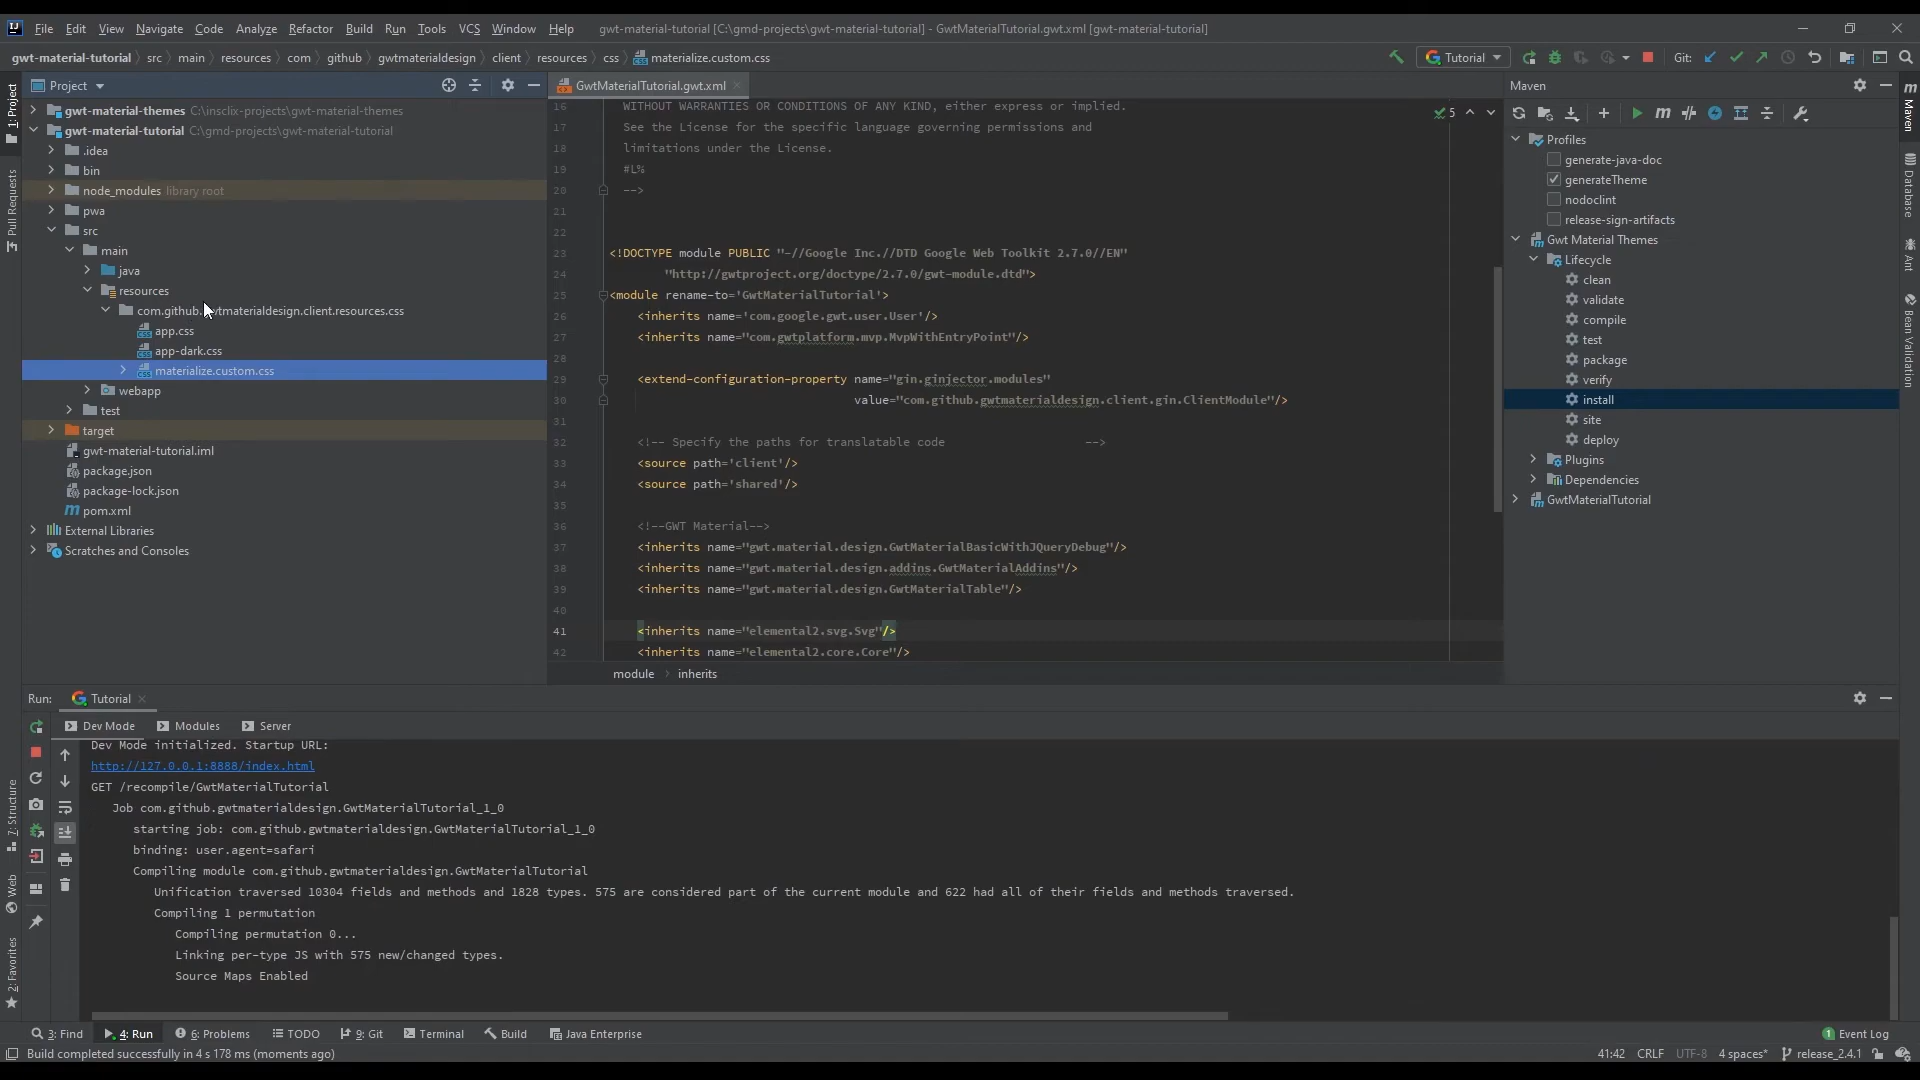 File Edit View Navigate Code Analyze Refactor Build Run Tools VCS Window Help gwt-material-tutorial [C:\gmd-projects\gwt-material-tutorial] - GwtMaterialTutorial.gwt.xml [gwt-material-tutorial]
gwt-material-tutorial src main resources com github gwtmaterialdesign client resources css materialize.custom.css Tutorial Git:
Project
GwtMaterialTutorial.gwt.xml
Maven
1: Project
Pull Requests
7: Structure
Web
2: Favorites
gwt-material-themes C:\insclix-projects\gwt-material-themes
gwt-material-tutorial C:\gmd-projects\gwt-material-tutorial
.idea
bin
node_modules library root
pwa
src
main
java
resources
com.github.gwtmaterialdesign.client.resources.css
app.css
app-dark.css
materialize.custom.css
webapp
test
target
gwt-material-tutorial.iml
package.json
package-lock.json
pom.xml
External Libraries
Scratches and Consoles
16 WITHOUT WARRANTIES OR CONDITIONS OF ANY KIND, either express or implied.
17 See the License for the specific language governing permissions and
18 limitations under the License.
19 #L%
20 -->
21
22
23 <!DOCTYPE module PUBLIC "-//Google Inc.//DTD Google Web Toolkit 2.7.0//EN"
24 "http://gwtproject.org/doctype/2.7.0/gwt-module.dtd">
25 <module rename-to='GwtMaterialTutorial'>
26 <inherits name='com.google.gwt.user.User'/>
27 <inherits name="com.gwtplatform.mvp.MvpWithEntryPoint"/>
28
29 <extend-configuration-property name="gin.ginjector.modules"
30 value="com.github.gwtmaterialdesign.client.gin.ClientModule"/>
31
32 <!-- Specify the paths for translatable code -->
33 <source path='client'/>
34 <source path='shared'/>
35
36 <!--GWT Material-->
37 <inherits name="gwt.material.design.GwtMaterialBasicWithJQueryDebug"/>
38 <inherits name="gwt.material.design.addins.GwtMaterialAddins"/>
39 <inherits name="gwt.material.design.GwtMaterialTable"/>
40
41 <inherits name="elemental2.svg.Svg"/>
42 <inherits name="elemental2.core.Core"/>
5
module inherits
Profiles
generate-java-doc
generateTheme
nodoclint
release-sign-artifacts
Gwt Material Themes
Lifecycle
clean
validate
compile
test
package
verify
install
site
deploy
Plugins
Dependencies
GwtMaterialTutorial
Maven
Database
Ant
Bean Validation
Run: Tutorial
Dev Mode Modules Server
Dev Mode initialized. Startup URL:
http://127.0.0.1:8888/index.html
GET /recompile/GwtMaterialTutorial
Job com.github.gwtmaterialdesign.GwtMaterialTutorial_1_0
starting job: com.github.gwtmaterialdesign.GwtMaterialTutorial_1_0
binding: user.agent=safari
Compiling module com.github.gwtmaterialdesign.GwtMaterialTutorial
Unification traversed 10304 fields and methods and 1828 types. 575 are considered part of the current module and 622 had all of their fields and methods traversed.
Compiling 1 permutation
Compiling permutation 0...
Linking per-type JS with 575 new/changed types.
Source Maps Enabled
3: Find 4: Run 6: Problems TODO 9: Git Terminal Build Java Enterprise 1 Event Log
Build completed successfully in 4 s 178 ms (moments ago) 41:42 CRLF UTF-8 4 spaces* release_2.4.1